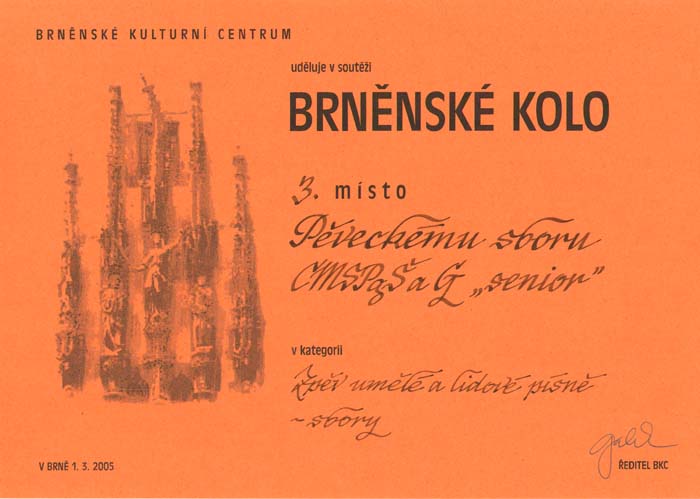 BRNĚNSKÉ KULTURNÍ CENTRUM
uděluje v soutěži
BRNĚNSKÉ KOLO
3. místo
Pěveckému sboru
CMSPgŠ a G „senior”
v kategorii
Zpěv umělé a lidové písně
~ sbory
V BRNĚ 1. 3. 2005
ŘEDITEL BKC